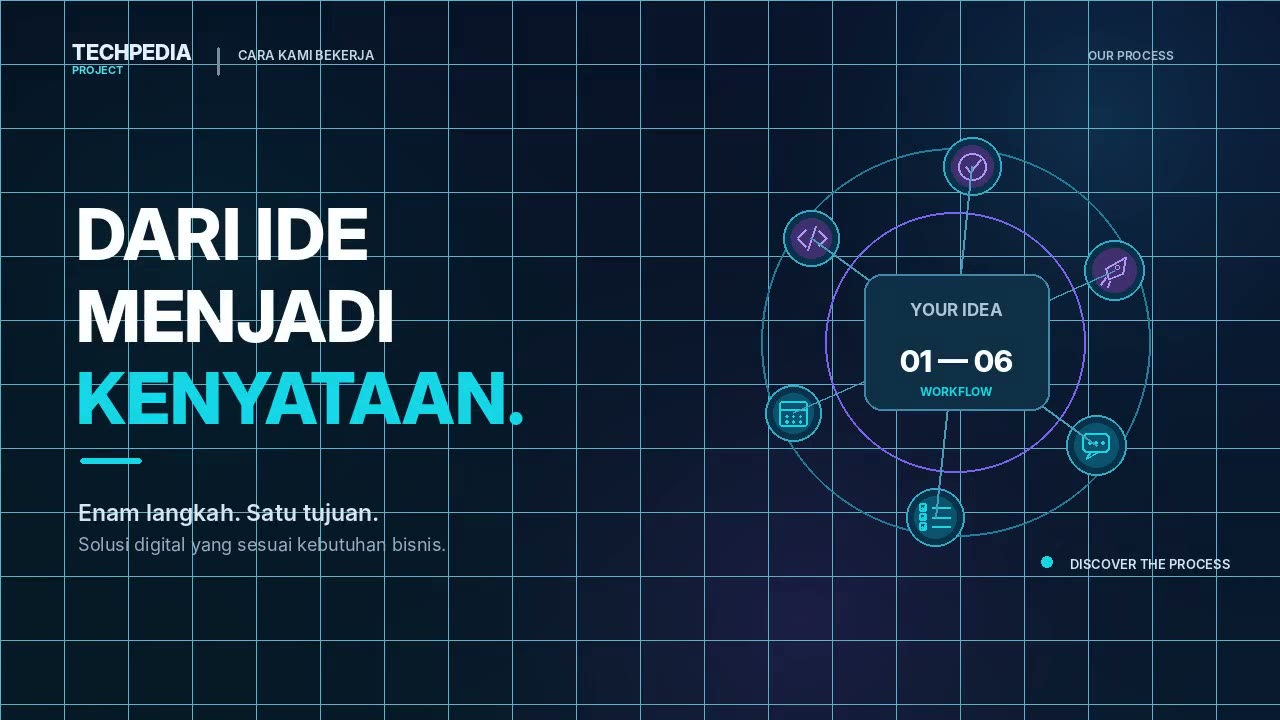 TECHPEDIA
PROJECT
CARA KAMI BEKERJA
OUR PROCESS
DARI IDE
MENJADI
KENYATAAN.
Enam langkah. Satu tujuan.
Solusi digital yang sesuai kebutuhan bisnis.
YOUR IDEA
01 — 06
WORKFLOW
DISCOVER THE PROCESS